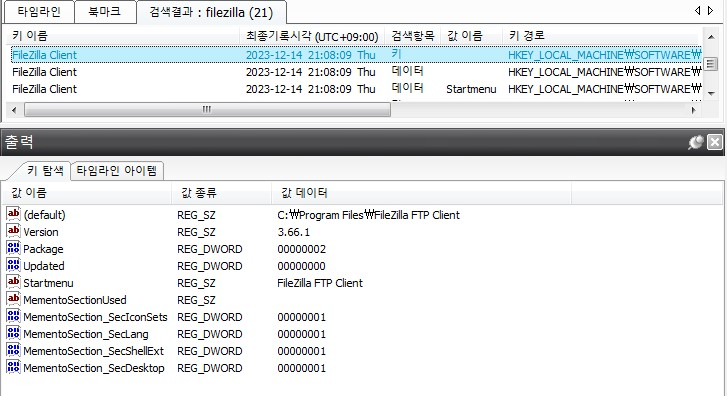 타임라인 북마크 검색결과 : filezilla (21)
키 이름 최종기록시각 (UTC+09:00) 검색항목 값 이름 키 경로
FileZilla Client 2023-12-14 21:08:09 Thu 키 HKEY_LOCAL_MACHINE₩SOFTWARE₩
FileZilla Client 2023-12-14 21:08:09 Thu 데이터 HKEY_LOCAL_MACHINE₩SOFTWARE₩
FileZilla Client 2023-12-14 21:08:09 Thu 데이터 Startmenu HKEY_LOCAL_MACHINE₩SOFTWARE₩
출력
키 탐색 타임라인 아이템
값 이름 값 종류 값 데이터
(default) REG_SZ C:₩Program Files₩FileZilla FTP Client
Version REG_SZ 3.66.1
Package REG_DWORD 00000002
Updated REG_DWORD 00000000
Startmenu REG_SZ FileZilla FTP Client
MementoSectionUsed REG_SZ
MementoSection_SecIconSets REG_DWORD 00000001
MementoSection_SecLang REG_DWORD 00000001
MementoSection_SecShellExt REG_DWORD 00000001
MementoSection_SecDesktop REG_DWORD 00000001